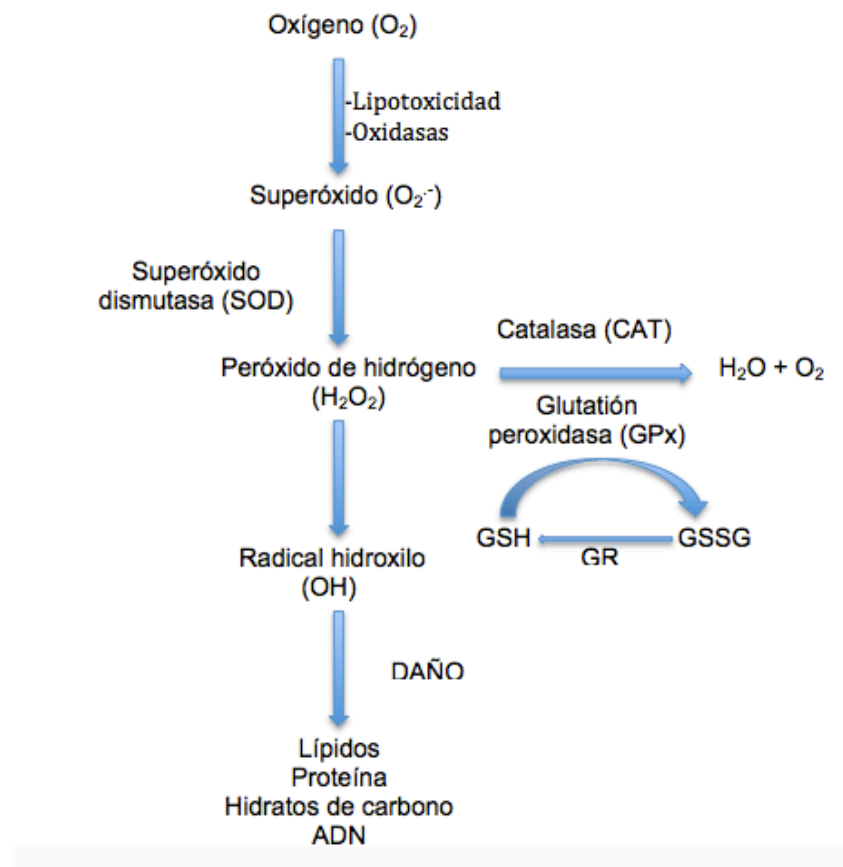 Oxígeno (O₂)
-Lipotoxicidad
-Oxidasas
Superóxido (O₂·⁻)
Superóxido
dismutasa (SOD)
Catalasa (CAT)
Peróxido de hidrógeno
(H₂O₂)
H₂O + O₂
Glutatión
peroxidasa (GPx)
GSH
GSSG
GR
Radical hidroxilo
(OH)
DAÑO
Lípidos
Proteína
Hidratos de carbono
ADN